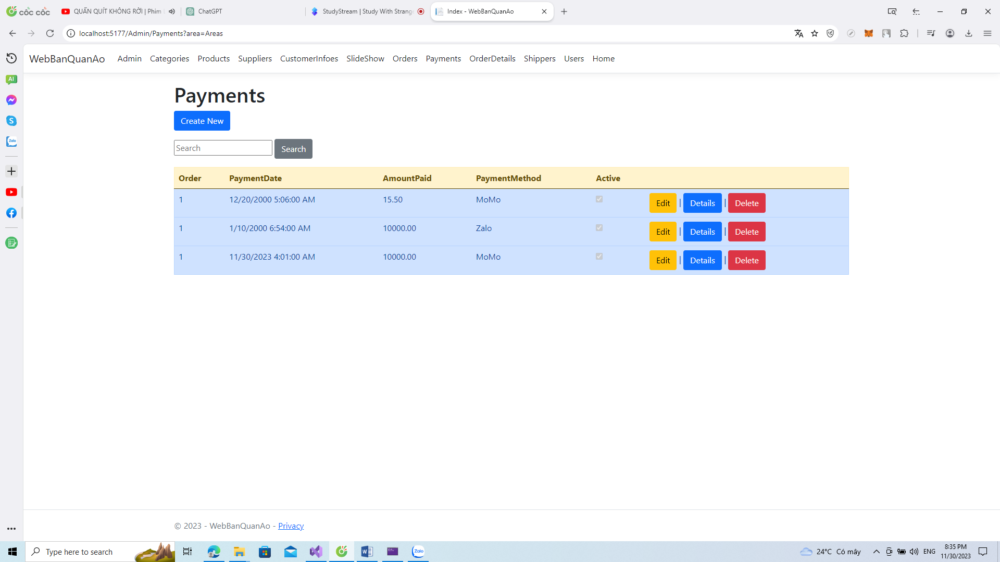 cốc cốc
QUẤN QUÍT KHÔNG RỜI | Phim
ChatGPT
StudyStream | Study With Strange
Index - WebBanQuanAo
localhost:5177/Admin/Payments?area=Areas
WebBanQuanAo Admin Categories Products Suppliers CustomerInfoes SlideShow Orders Payments OrderDetails Shippers Users Home
AI
Zalo
Payments
Create New
Search Search
Order PaymentDate AmountPaid PaymentMethod Active
1 12/20/2000 5:06:00 AM 15.50 MoMo Edit | Details | Delete
1 1/10/2000 6:54:00 AM 10000.00 Zalo Edit | Details | Delete
1 11/30/2023 4:01:00 AM 10000.00 MoMo Edit | Details | Delete
© 2023 - WebBanQuanAo - Privacy
Type here to search
Zalo
24°C Có mây
ENG
8:35 PM
11/30/2023